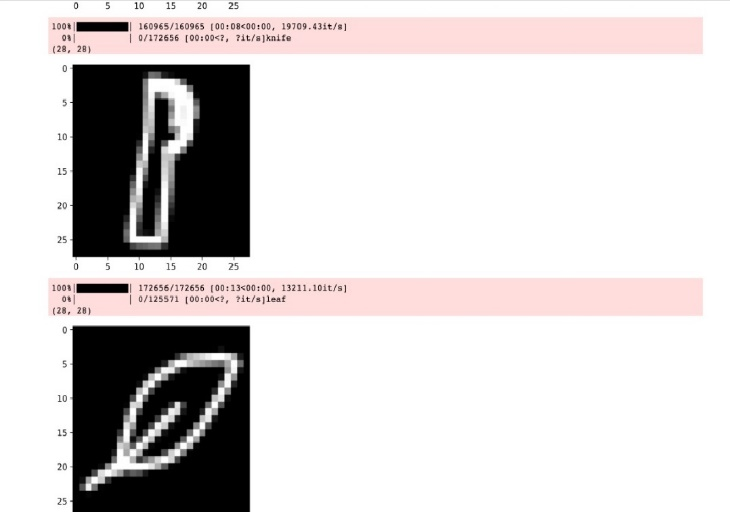 0 5 10 15 20 25
100%| | 160965/160965 [00:08<00:00, 19709.43it/s]
0%| | 0/172656 [00:00<?, ?it/s]knife
(28, 28)
0
5
10
15
20
25
0 5 10 15 20 25
100%| | 172656/172656 [00:13<00:00, 13211.10it/s]
0%| | 0/125571 [00:00<?, ?it/s]leaf
(28, 28)
0
5
10
15
20
25